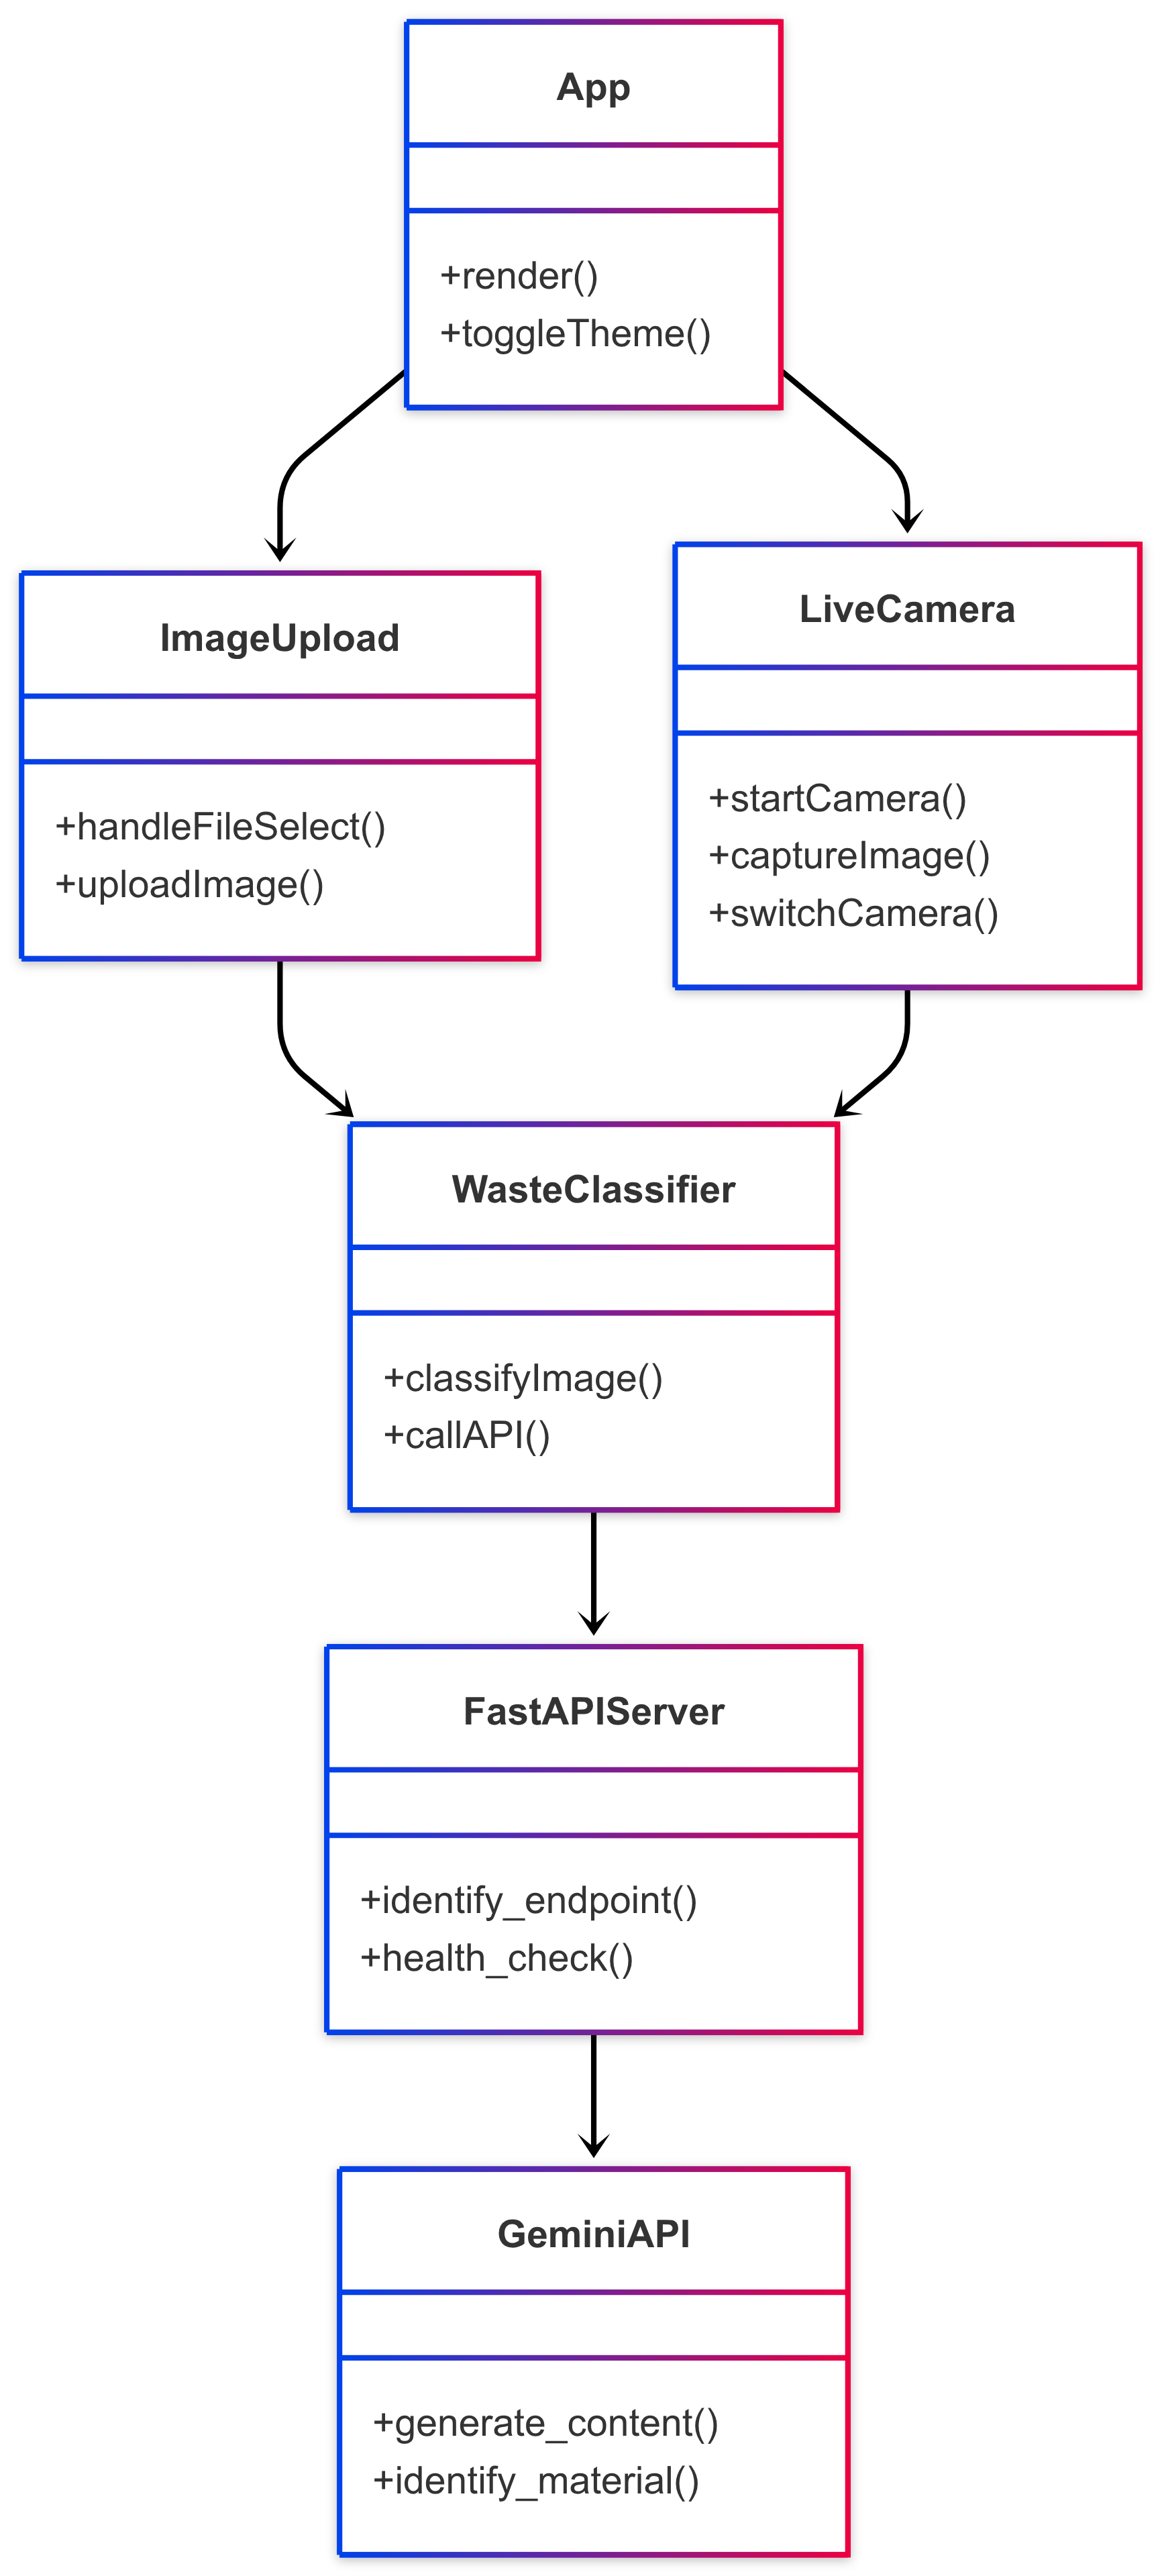 App
+render()
+toggleTheme()
ImageUpload
+handleFileSelect()
+uploadImage()
LiveCamera
+startCamera()
+captureImage()
+switchCamera()
WasteClassifier
+classifyImage()
+callAPI()
FastAPIServer
+identify_endpoint()
+health_check()
GeminiAPI
+generate_content()
+identify_material()